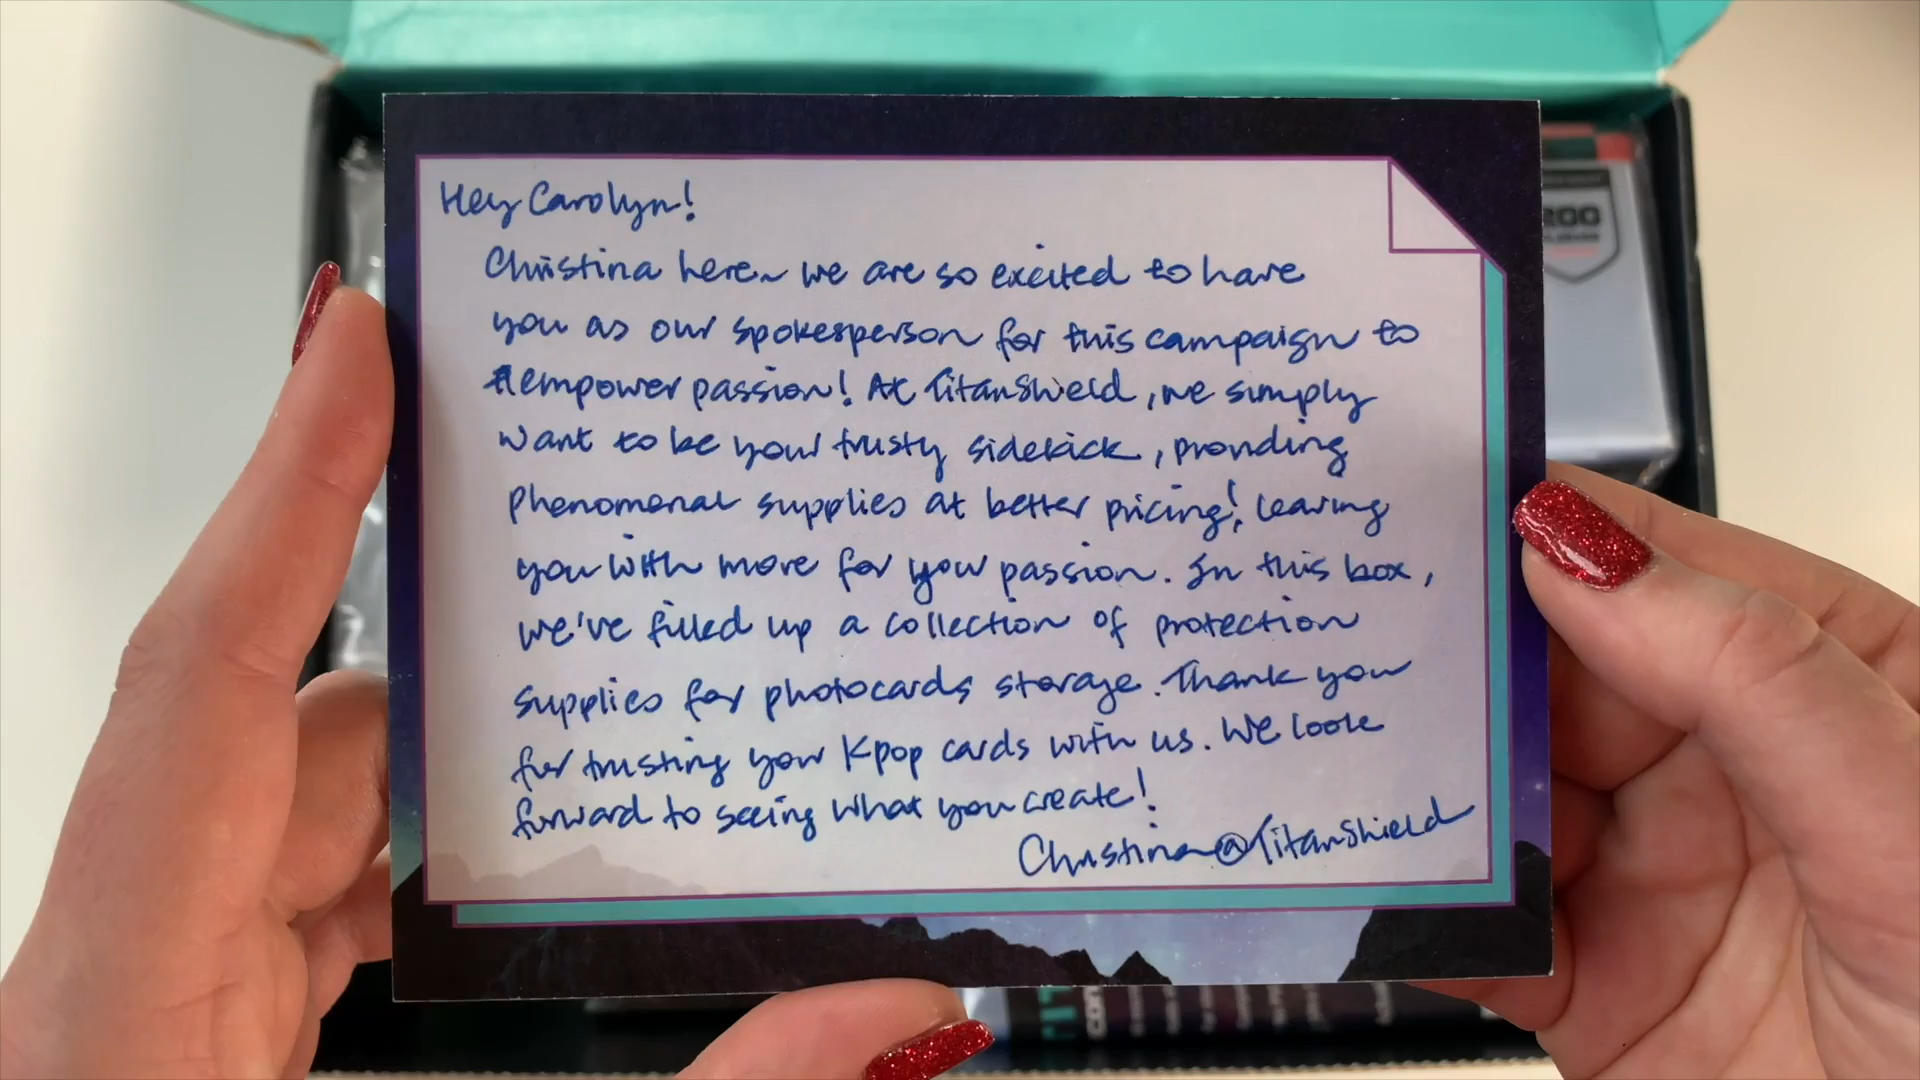 Hey Carolyn!
Christina here~ we are so excited to have
you as our spokesperson for this campaign to
empower passion! At TitanShield, we simply
want to be your trusty sidekick, providing
phenomenal supplies at better pricing!, leaving
you with more for your passion. In this box,
we've filled up a collection of protection
supplies for photocards storage. Thank you
for trusting your Kpop cards with us. We look
forward to seeing what you create!
Christina@TitanShield
200